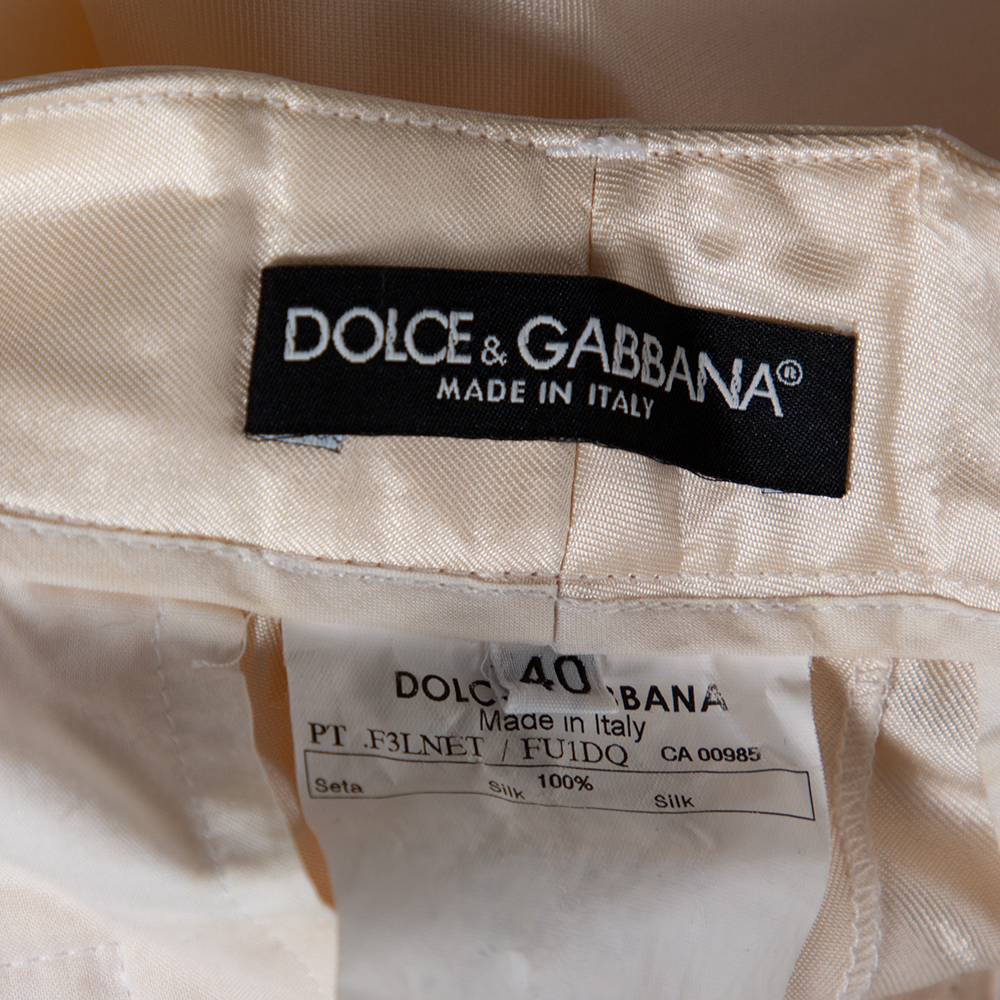 DOLCE & GABBANA®
MADE IN ITALY
40
DOLC BBANA
Made in Italy
PT .F3LNET / FU1DQ CA 00985
Seta Silk 100% Silk